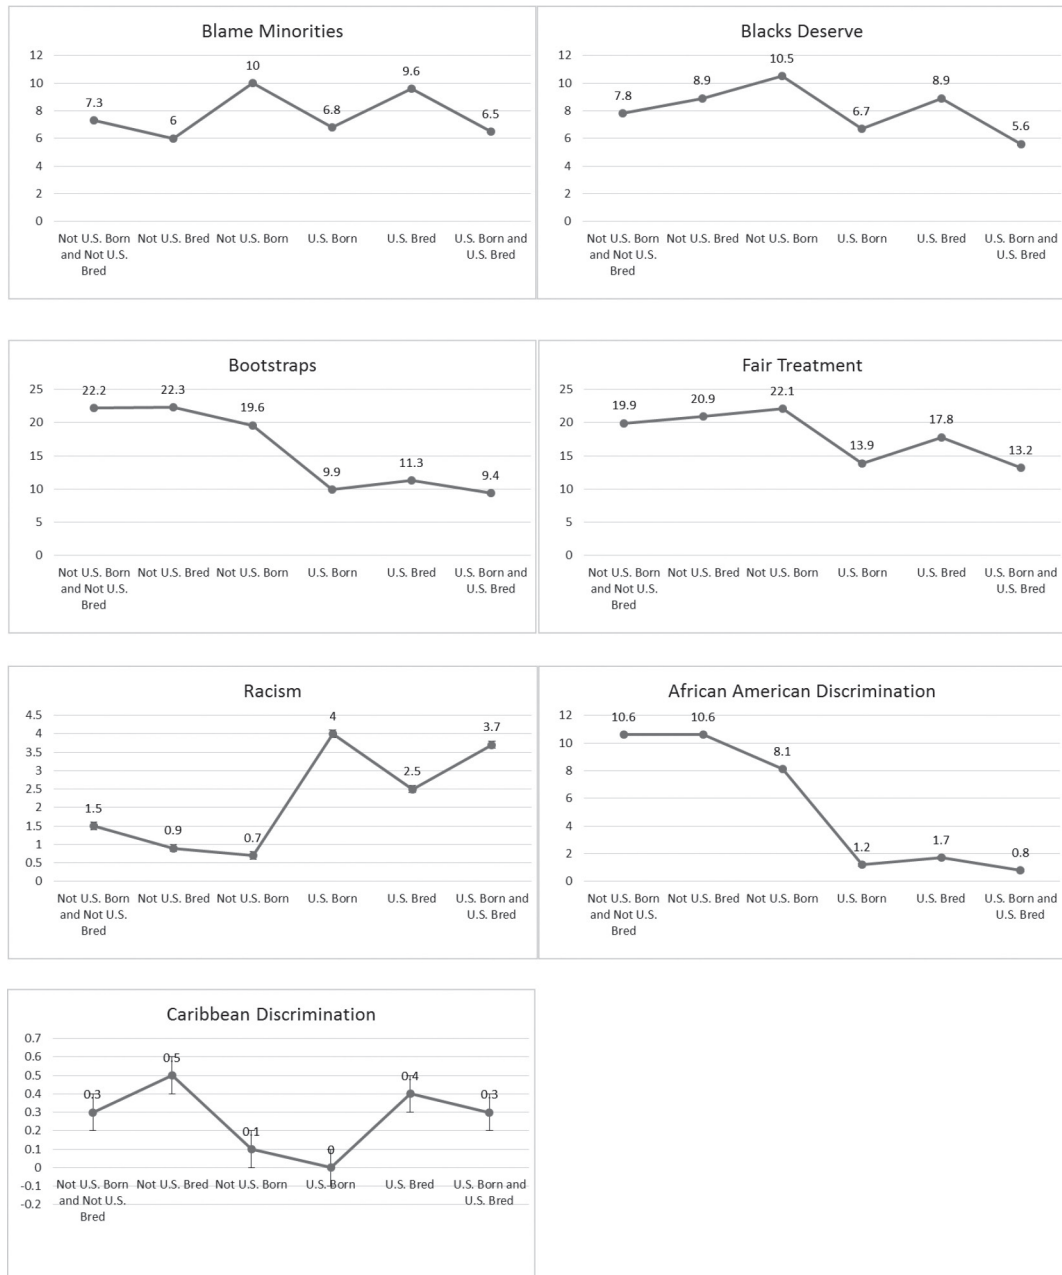 Blame Minorities
12
10
8
6
4
2
0
7.3
6
10
6.8
9.6
6.5
Not U.S. Born
and Not U.S.
Bred
Not U.S. Bred
Not U.S. Born
U.S. Born
U.S. Bred
U.S. Born and
U.S. Bred
Blacks Deserve
12
10
8
6
4
2
0
7.8
8.9
10.5
6.7
8.9
5.6
Not U.S. Born
and Not U.S.
Bred
Not U.S. Bred
Not U.S. Born
U.S. Born
U.S. Bred
U.S. Born and
U.S. Bred
Bootstraps
25
20
15
10
5
0
22.2
22.3
19.6
9.9
11.3
9.4
Not U.S. Born
and Not U.S.
Bred
Not U.S. Bred
Not U.S. Born
U.S. Born
U.S. Bred
U.S. Born and
U.S. Bred
Fair Treatment
25
20
15
10
5
0
19.9
20.9
22.1
13.9
17.8
13.2
Not U.S. Born
and Not U.S.
Bred
Not U.S. Bred
Not U.S. Born
U.S. Born
U.S. Bred
U.S. Born and
U.S. Bred
Racism
4.5
4
3.5
3
2.5
2
1.5
1
0.5
0
1.5
0.9
0.7
4
2.5
3.7
Not U.S. Born
and Not U.S.
Bred
Not U.S. Bred
Not U.S. Born
U.S. Born
U.S. Bred
U.S. Born and
U.S. Bred
African American Discrimination
12
10
8
6
4
2
0
10.6
10.6
8.1
1.2
1.7
0.8
Not U.S. Born
and Not U.S.
Bred
Not U.S. Bred
Not U.S. Born
U.S. Born
U.S. Bred
U.S. Born and
U.S. Bred
Caribbean Discrimination
0.7
0.6
0.5
0.4
0.3
0.2
0.1
0
-0.1
-0.2
0.3
0.5
0.1
0
0.4
0.3
Not U.S. Born
and Not U.S.
Bred
Not U.S. Bred
Not U.S. Born
U.S. Born
U.S. Bred
U.S. Born and
U.S. Bred